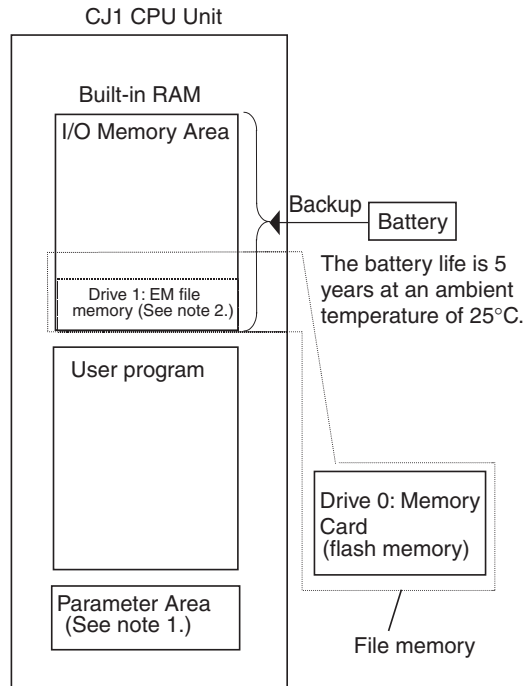 CJ1 CPU Unit
Built-in RAM
I/O Memory Area
Backup
Battery
The battery life is 5
years at an ambient
temperature of 25°C.
Drive 1: EM file
memory (See note 2.)
User program
Drive 0: Memory
Card
(flash memory)
Parameter Area
(See note 1.)
File memory